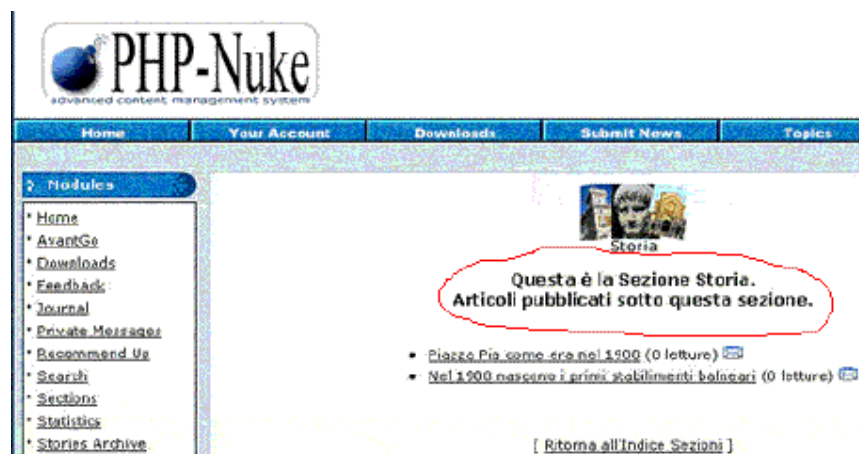 PHP-Nuke
advanced content management system
Home Your Account Downloads Submit News Topics
Modules
Home
AvantGo
Downloads
Feedback
Journal
Private Messages
Recommend Us
Search
Sections
Statistics
Stories Archive
Storia
Questa è la Sezione Storia.
Articoli pubblicati sotto questa sezione.
Piazza Pia come era nel 1900 (0 letture)
Nel 1900 nascono i primi stabilimenti balneari (0 letture)
[ Ritorna all'Indice Sezioni ]